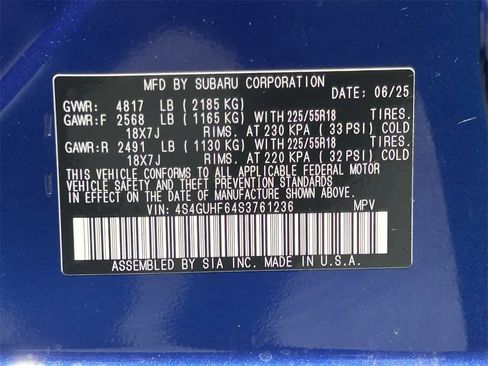 MFD BY SUBARU CORPORATION
DATE: 06/25
GVWR: 4817 LB ( 2185 KG)
GAWR:F 2568 LB ( 1165 KG) WITH 225/55R18 TIRES.
18X7J RIMS. AT 230 KPA ( 33 PSI) COLD
GAWR:R 2491 LB ( 1130 KG) WITH 225/55R18 TIRES.
18X7J RIMS. AT 220 KPA ( 32 PSI) COLD
THIS VEHICLE CONFORMS TO ALL APPLICABLE FEDERAL MOTOR
VEHICLE SAFETY AND THEFT PREVENTION STANDARDS IN EFFECT
ON THE DATE OF MANUFACTURE SHOWN ABOVE.
VIN: 4S4GUHF64S3761236 MPV
ASSEMBLED BY SIA INC. MADE IN U.S.A.